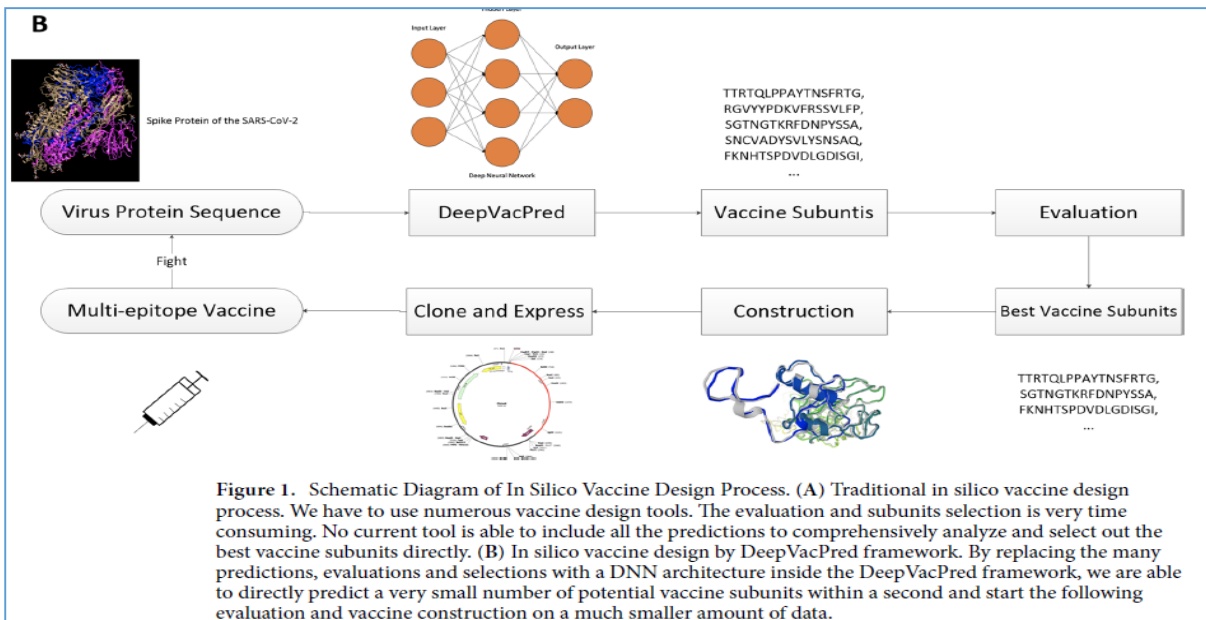 B
Input Layer
Output Layer
TTRTQLPPAYTNSFRTG,
RGVYYPDKVFRSSVLFP,
SGTNGTKRFDNPYSSA,
SNCVADYSVLYSNSAQ,
FKNHTSPDVDLGDISGI,
...
Spike Protein of the SARS-CoV-2
Deep Neural Network
Virus Protein Sequence
DeepVacPred
Vaccine Subuntis
Evaluation
Fight
Multi-epitope Vaccine
Clone and Express
Construction
Best Vaccine Subunits
TTRTQLPPAYTNSFRTG,
SGTNGTKRFDNPYSSA,
FKNHTSPDVDLGDISGI,
...
Figure 1. Schematic Diagram of In Silico Vaccine Design Process. (A) Traditional in silico vaccine design
process. We have to use numerous vaccine design tools. The evaluation and subunits selection is very time
consuming. No current tool is able to include all the predictions to comprehensively analyze and select out the
best vaccine subunits directly. (B) In silico vaccine design by DeepVacPred framework. By replacing the many
predictions, evaluations and selections with a DNN architecture inside the DeepVacPred framework, we are able
to directly predict a very small number of potential vaccine subunits within a second and start the following
evaluation and vaccine construction on a much smaller amount of data.